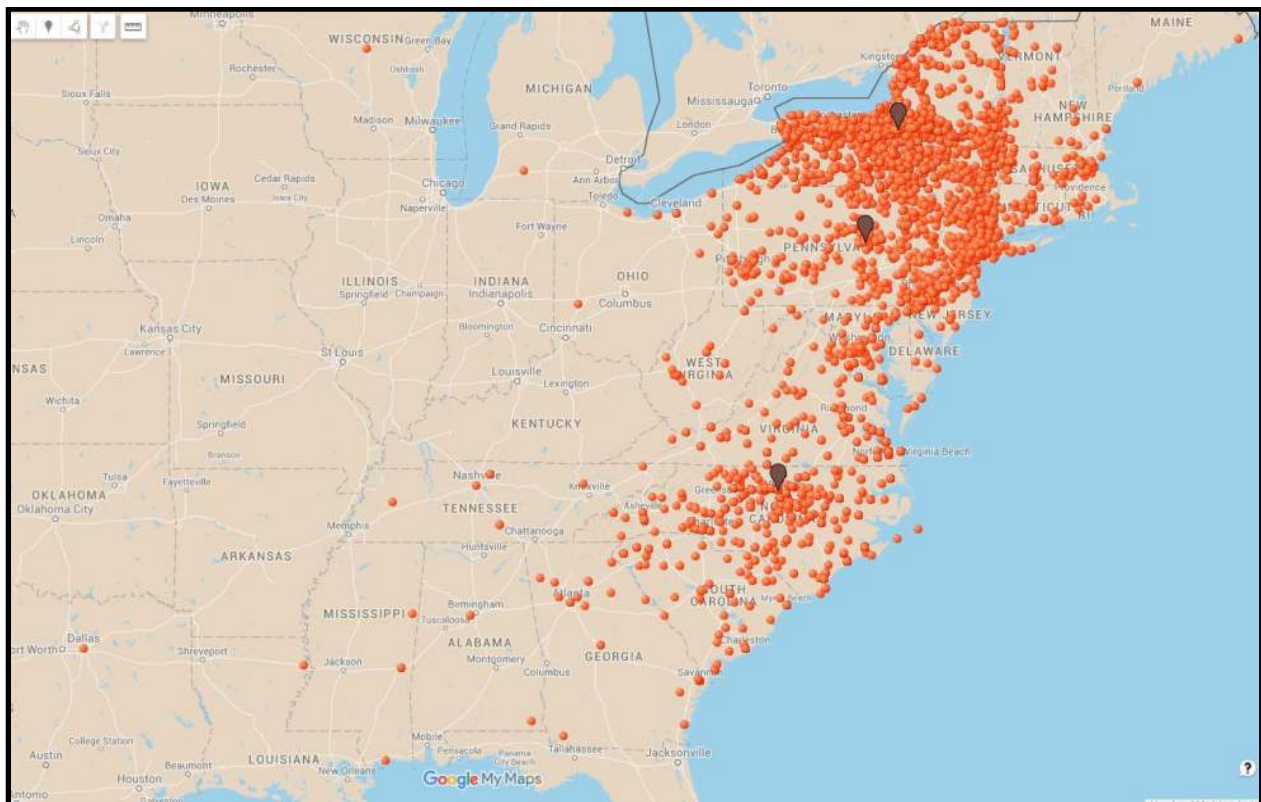 Minneapolis
MAINE
WISCONSIN
Green Bay
Kingston
VERMONT
Rochester
Oshkosh
Toronto
Portland
Sioux Falls
MICHIGAN
Mississauga
NEW
HAMPSHIRE
Madison
Milwaukee
Grand Rapids
London
Sioux City
Detroit
Ann Arbor
IOWA
Cedar Rapids
Iowa City
Chicago
Toledo
Providence
Des Moines
Naperville
Cleveland
RI
Omaha
Fort Wayne
Lincoln
PENNSYLVA
OHIO
ILLINOIS
INDIANA
Springfield
Champaign
Indianapolis
Columbus
NEW JERSEY
Kansas City
Bloomington
Cincinnati
Lawrence
St Louis
DELAWARE
NSAS
WEST
VIRGINIA
MISSOURI
Louisville
Lexington
Wichita
Richmond
KENTUCKY
VIRGINIA
Springfield
Branson
Norfolk
Virginia Beach
Tulsa
Fayetteville
Nashville
Knoxville
Greens
OKLAHOMA
Oklahoma City
TENNESSEE
Asheville
Memphis
Chattanooga
Huntsville
ARKANSAS
Atlanta
SOUTH
CAROLINA
Myrtle Beach
MISSISSIPPI
Birmingham
Tuscaloosa
Dallas
ort Worth
ALABAMA
Charleston
Shreveport
Jackson
Montgomery
Columbus
GEORGIA
Savannah
College Station
Mobile
Austin
LOUISIANA
Pensacola
Panama
City Beach
Tallahassee
Jacksonville
Beaumont
New Orleans
Houston
Google My Maps
ntonio
?